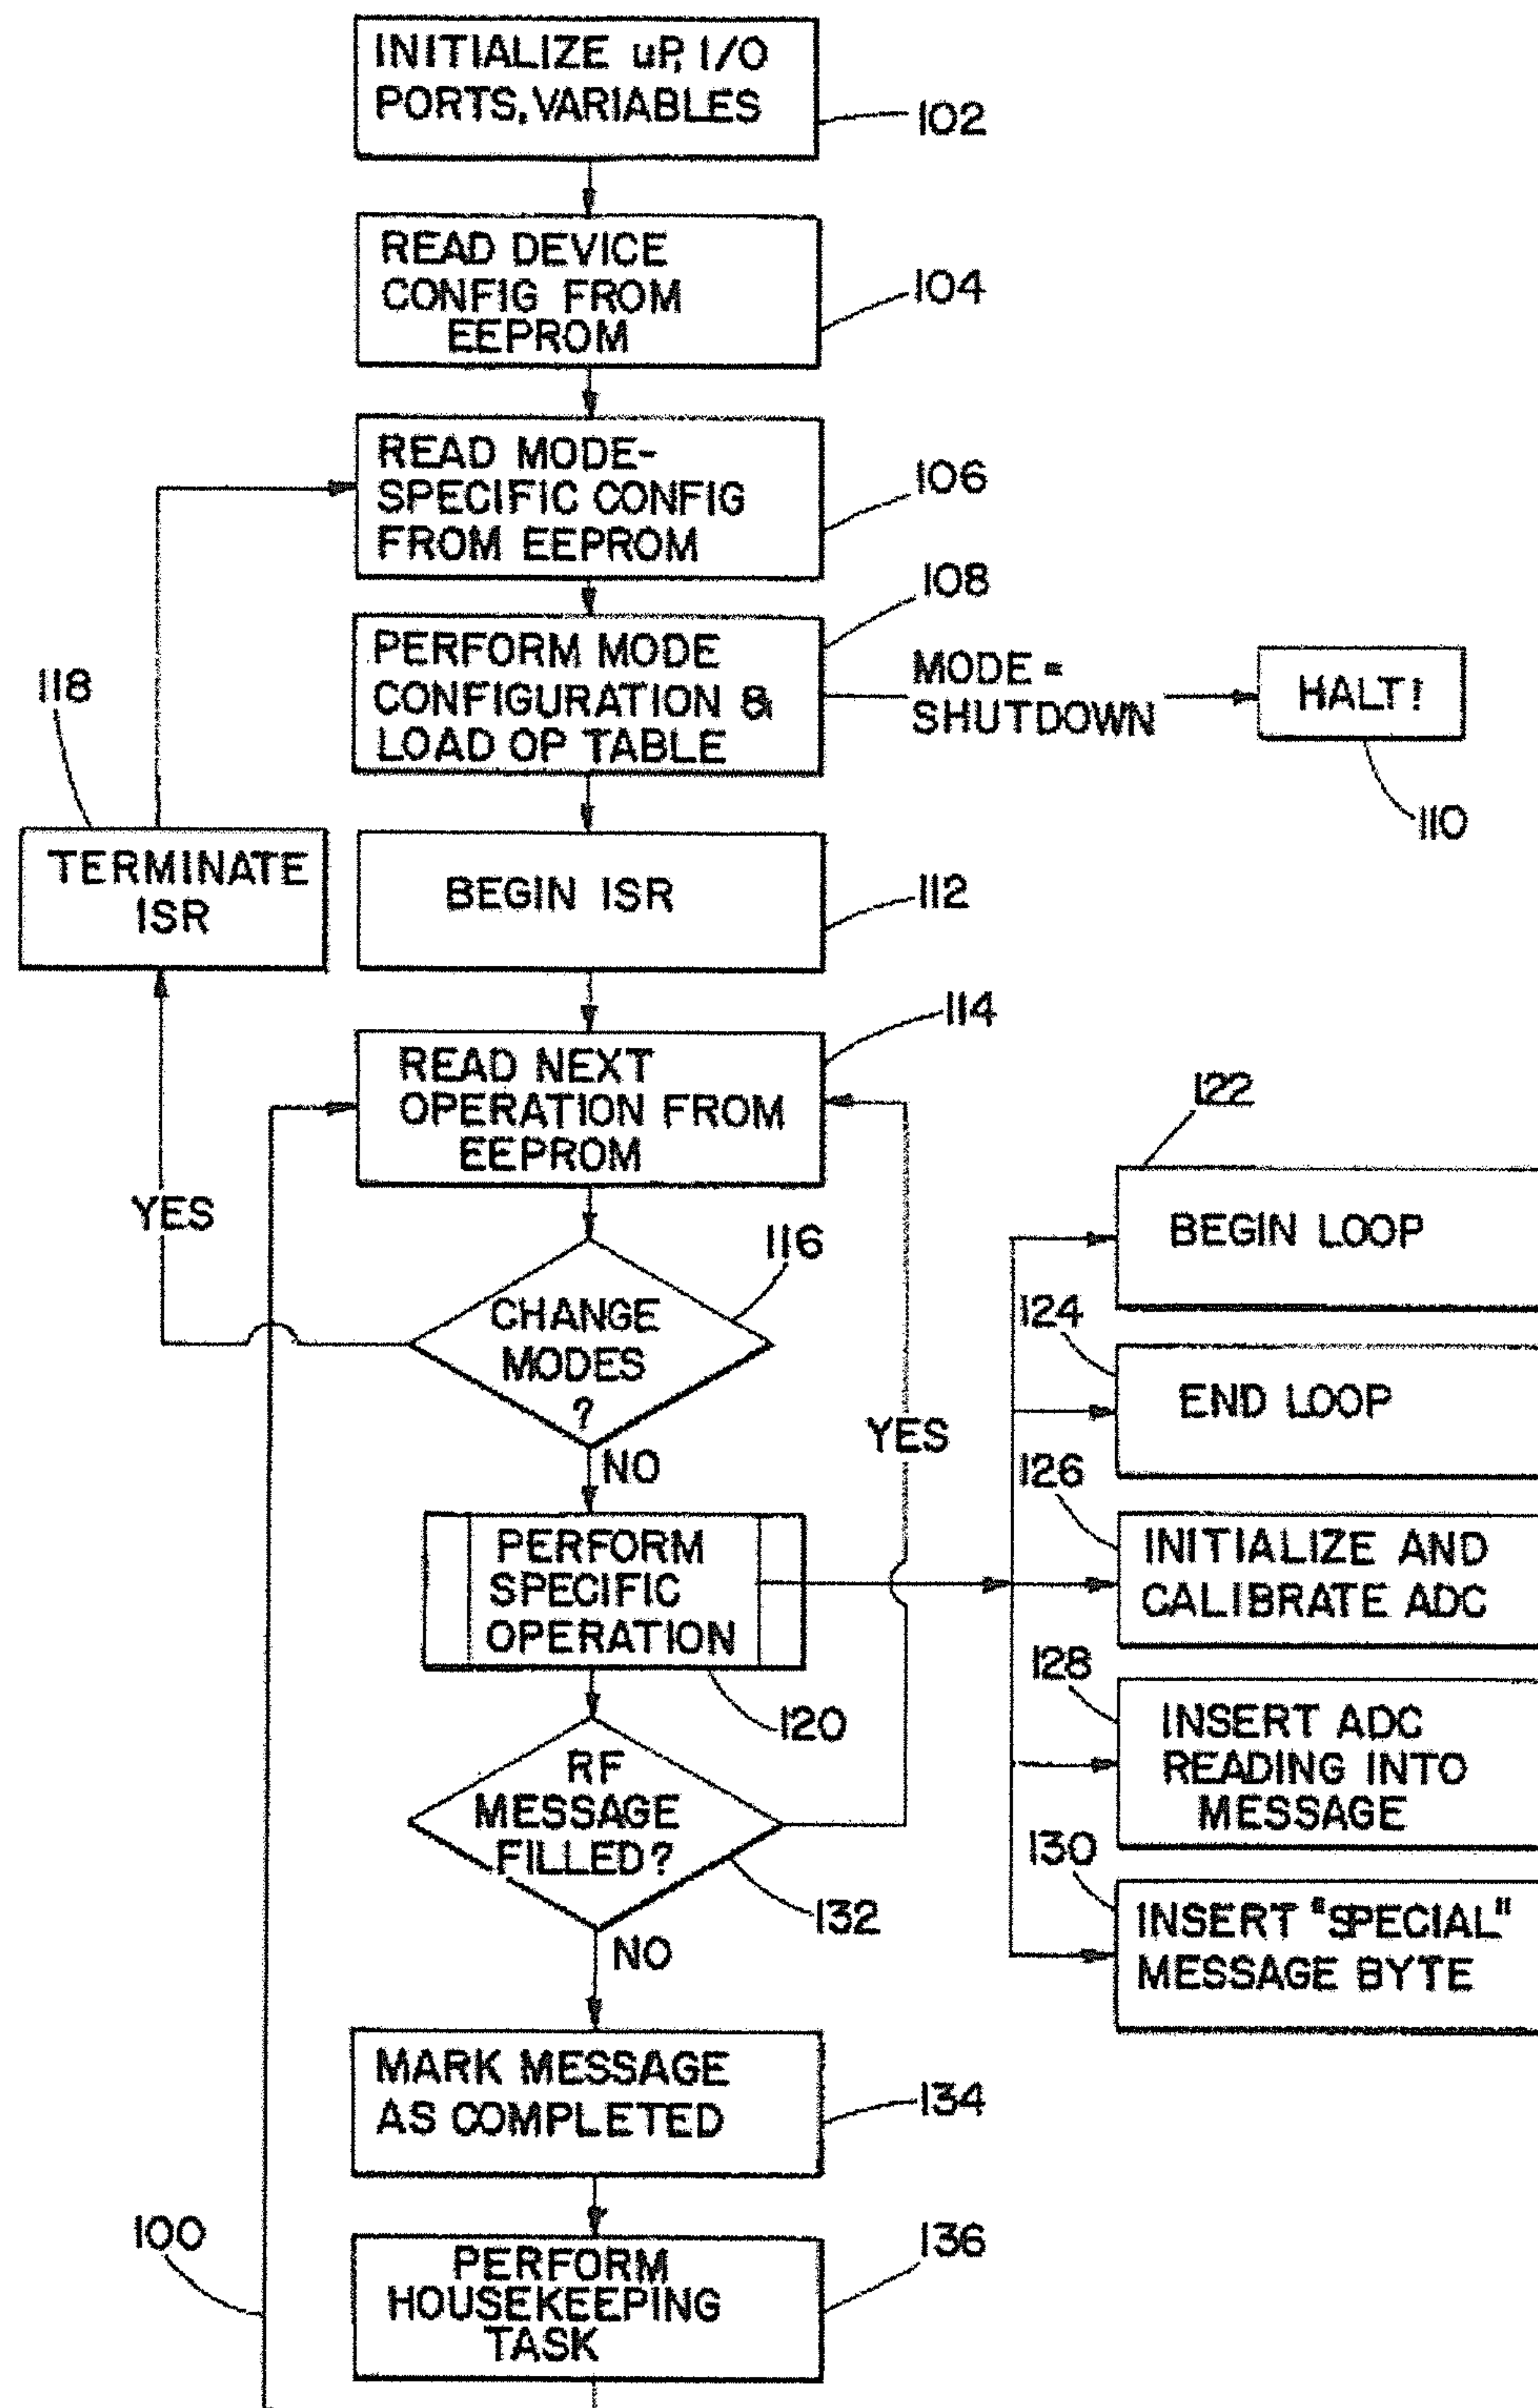 INITIALIZE uP, I/O
PORTS, VARIABLES
102
READ DEVICE
CONFIG FROM
EEPROM
104
READ MODE-
SPECIFIC CONFIG
FROM EEPROM
106
108
PERFORM MODE
CONFIGURATION &
LOAD OP TABLE
MODE =
SHUTDOWN
HALT!
110
118
TERMINATE
ISR
BEGIN ISR
112
114
READ NEXT
OPERATION FROM
EEPROM
YES
116
CHANGE
MODES
?
NO
YES
122
BEGIN LOOP
124
END LOOP
126
INITIALIZE AND
CALIBRATE ADC
128
INSERT ADC
READING INTO
MESSAGE
130
INSERT "SPECIAL"
MESSAGE BYTE
PERFORM
SPECIFIC
OPERATION
120
RF
MESSAGE
FILLED?
132
NO
MARK MESSAGE
AS COMPLETED
134
100
PERFORM
HOUSEKEEPING
TASK
136